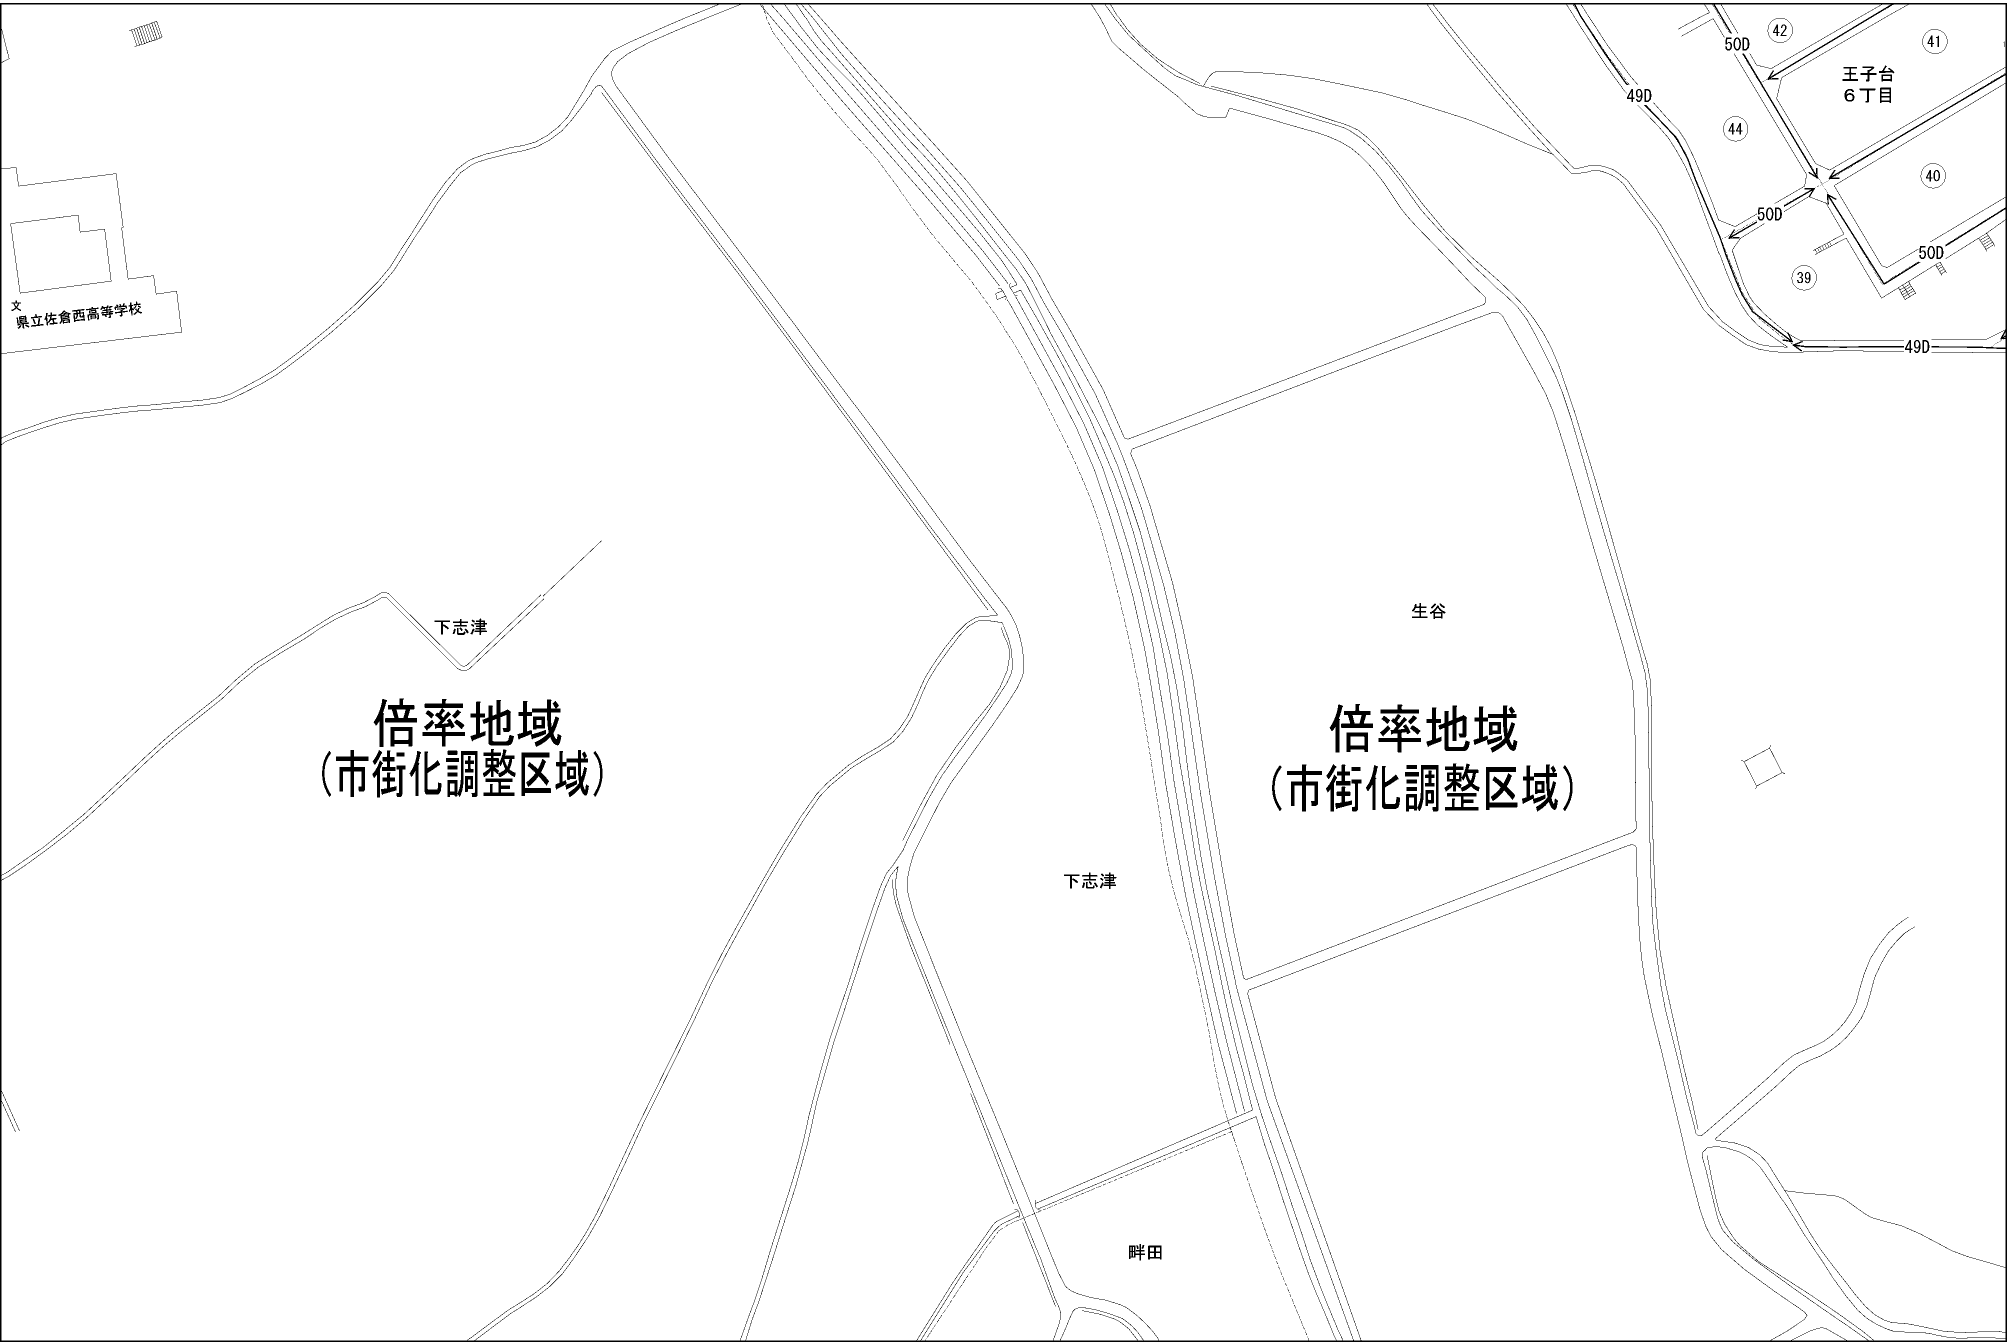 42
41
50D
王子台
6丁目
49D
44
40
50D
50D
39
49D
文
県立佐倉西高等学校
下志津
生谷
倍率地域
(市街化調整区域)
倍率地域
(市街化調整区域)
下志津
畔田